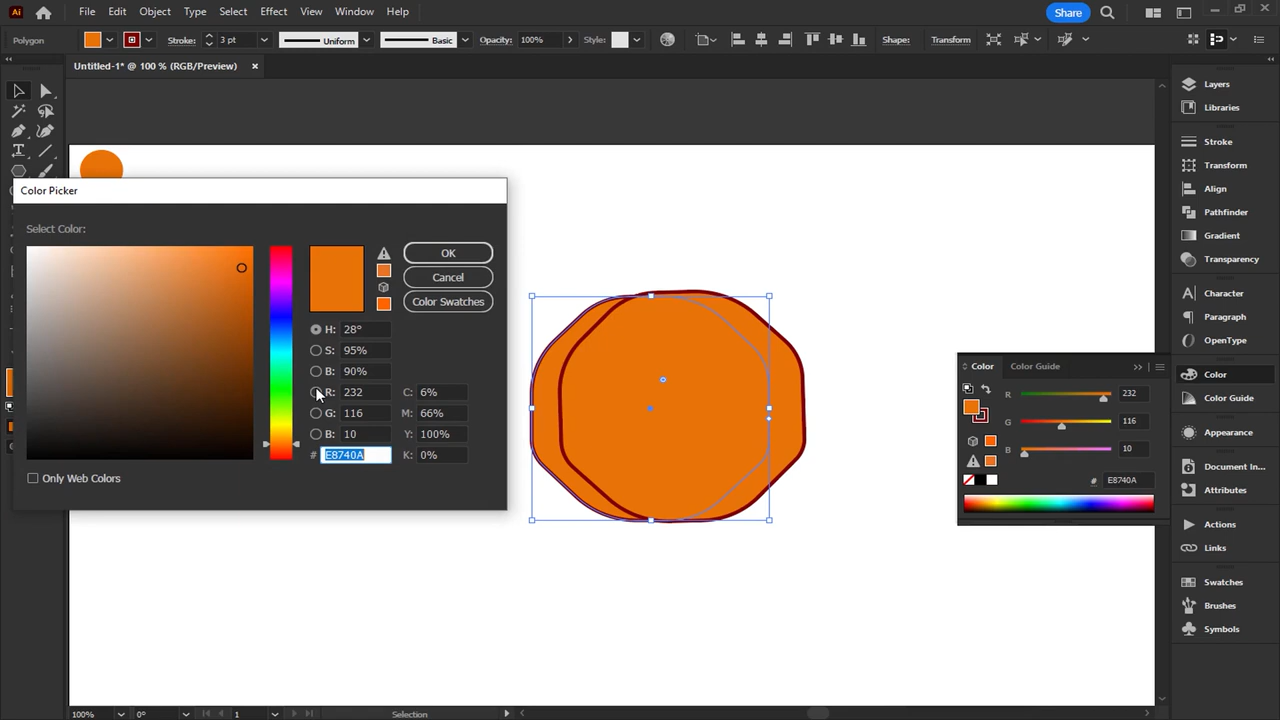 Ai File Edit Object Type Select Effect View Window Help Share
Polygon Stroke: 3 pt Uniform Basic Opacity: 100% Style: Shape: Transform
Untitled-1* @ 100 % (RGB/Preview) ×
Color Picker
Select Color:
OK
Cancel
Color Swatches
H: 28°
S: 95%
B: 90%
R: 232 C: 6%
G: 116 M: 66%
B: 10 Y: 100%
# E8740A K: 0%
Only Web Colors
Color Color Guide
R 232
G 116
B 10
# E8740A
Layers
Libraries
Stroke
Transform
Align
Pathfinder
Gradient
Transparency
Character
Paragraph
OpenType
Color
Color Guide
Document In...
Attributes
Actions
Links
Swatches
Brushes
Symbols
100% 0° 1 Selection